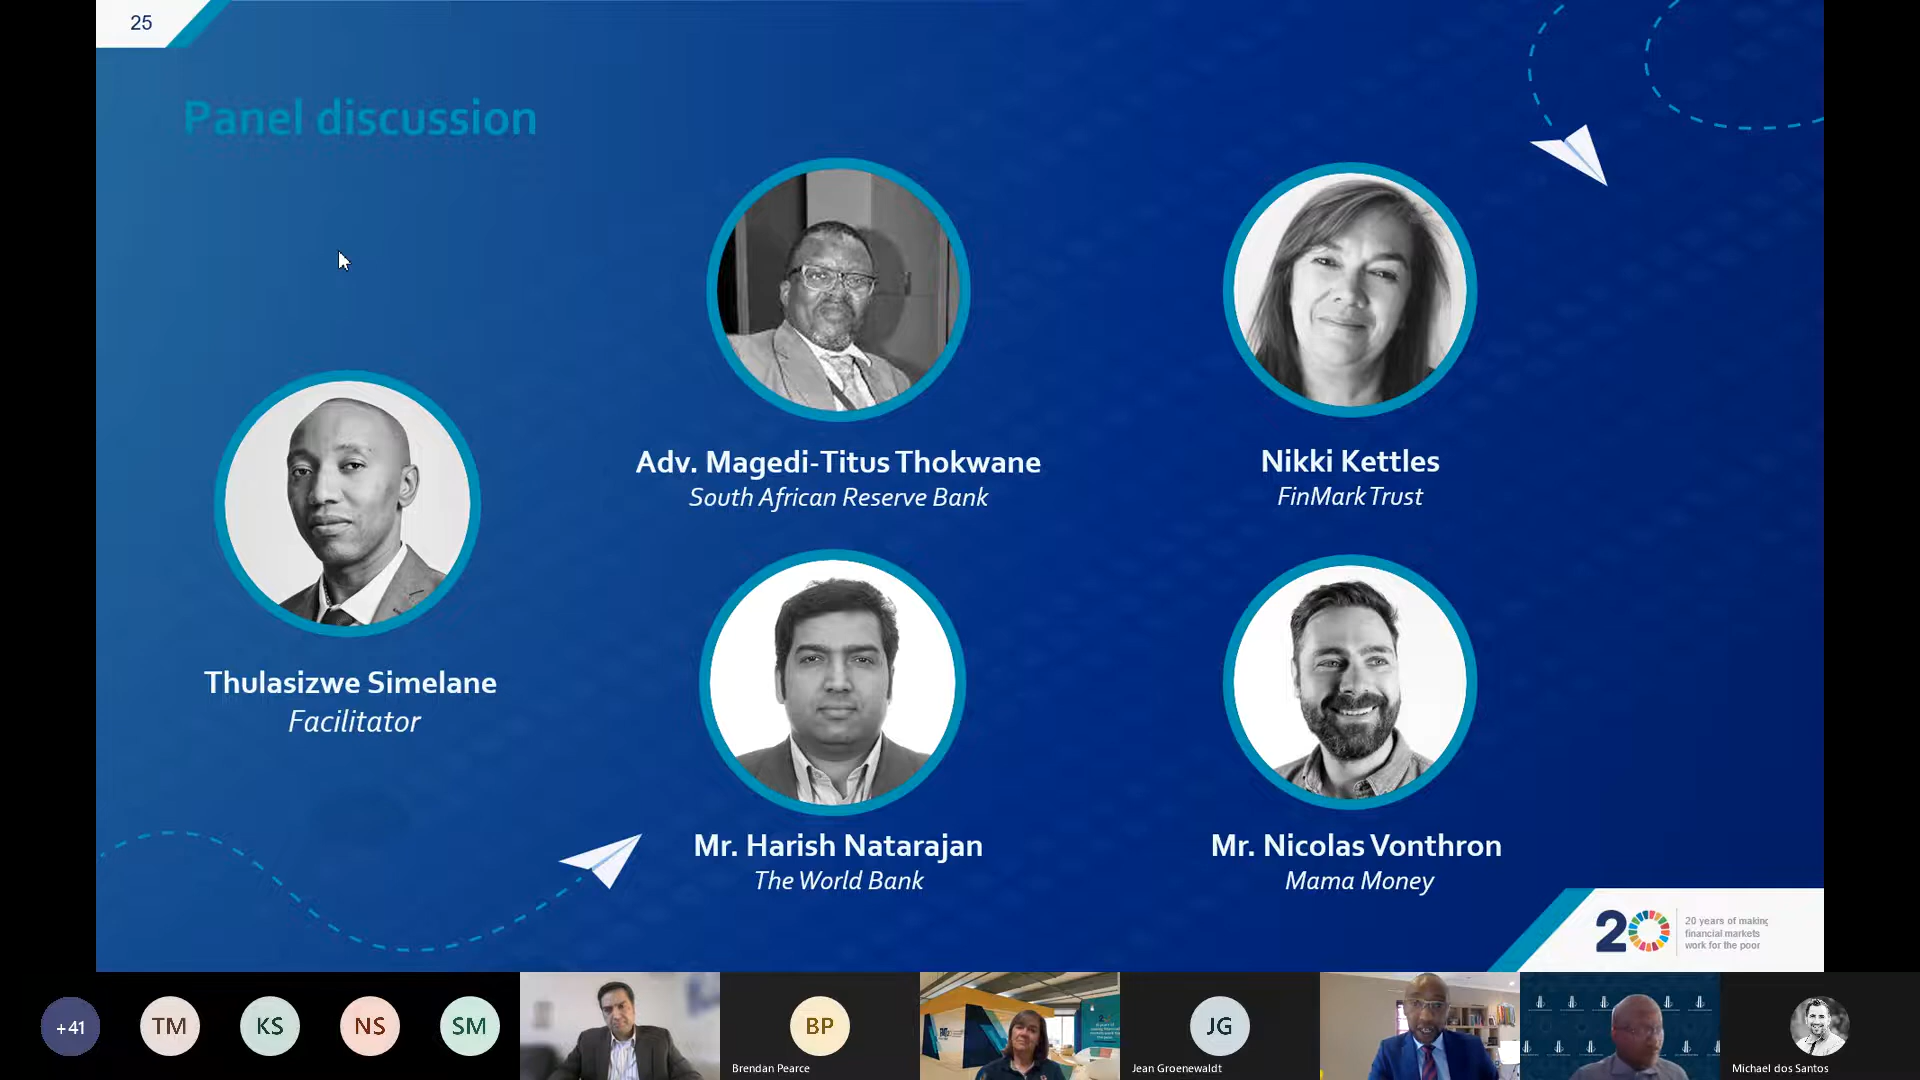 25
Panel discussion
Adv. Magedi-Titus Thokwane
South African Reserve Bank
Nikki Kettles
FinMark Trust
Thulasizwe Simelane
Facilitator
Mr. Harish Natarajan
The World Bank
Mr. Nicolas Vonthron
Mama Money
20
20 years of making
financial markets
work for the poor
+41
TM
KS
NS
SM
BP
Brendan Pearce
JG
Jean Groenewaldt
Michael dos Santos